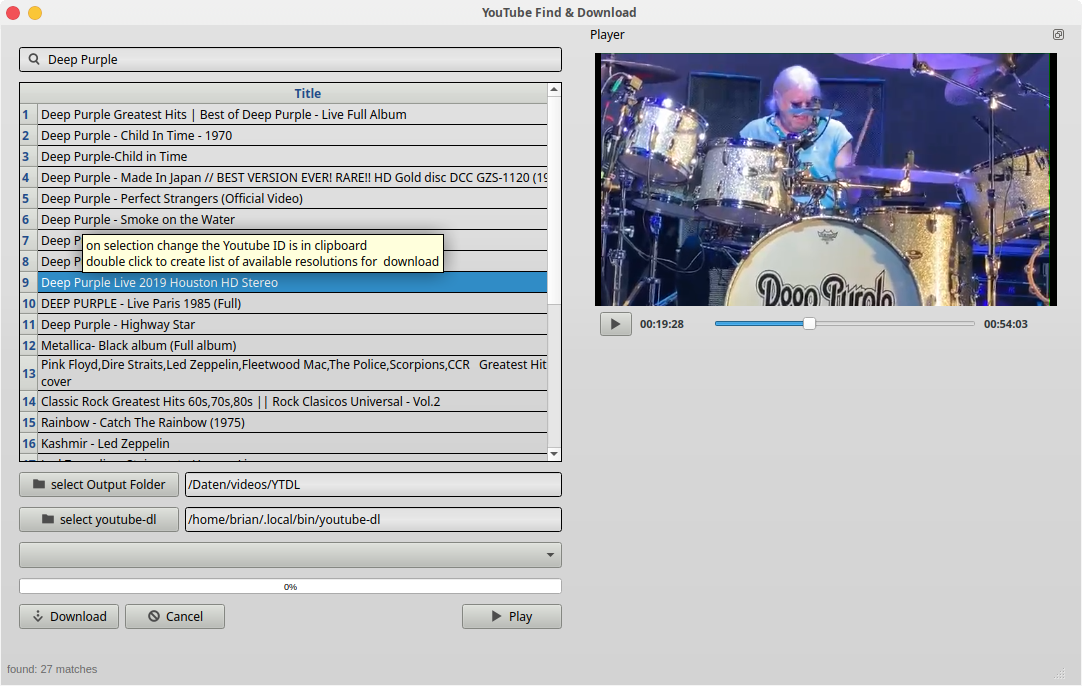 YouTube Find & Download
Player
Deep Purple
Title
1 Deep Purple Greatest Hits | Best of Deep Purple - Live Full Album
2 Deep Purple - Child In Time - 1970
3 Deep Purple-Child in Time
4 Deep Purple - Made In Japan // BEST VERSION EVER! RARE!! HD Gold disc DCC GZS-1120 (19
5 Deep Purple - Perfect Strangers (Official Video)
6 Deep Purple - Smoke on the Water
7 Deep P
on selection change the Youtube ID is in clipboard
8 Deep P
double click to create list of available resolutions for  download
9 Deep Purple Live 2019 Houston HD Stereo
10 DEEP PURPLE - Live Paris 1985 (Full)
11 Deep Purple - Highway Star
12 Metallica- Black album (Full album)
13 Pink Floyd,Dire Straits,Led Zeppelin,Fleetwood Mac,The Police,Scorpions,CCR   Greatest Hit
cover
14 Classic Rock Greatest Hits 60s,70s,80s || Rock Clasicos Universal - Vol.2
15 Rainbow - Catch The Rainbow (1975)
16 Kashmir - Led Zeppelin
Deep Purple
00:19:28
00:54:03
select Output Folder
/Daten/videos/YTDL
select youtube-dl
/home/brian/.local/bin/youtube-dl
0%
Download
Cancel
Play
found: 27 matches